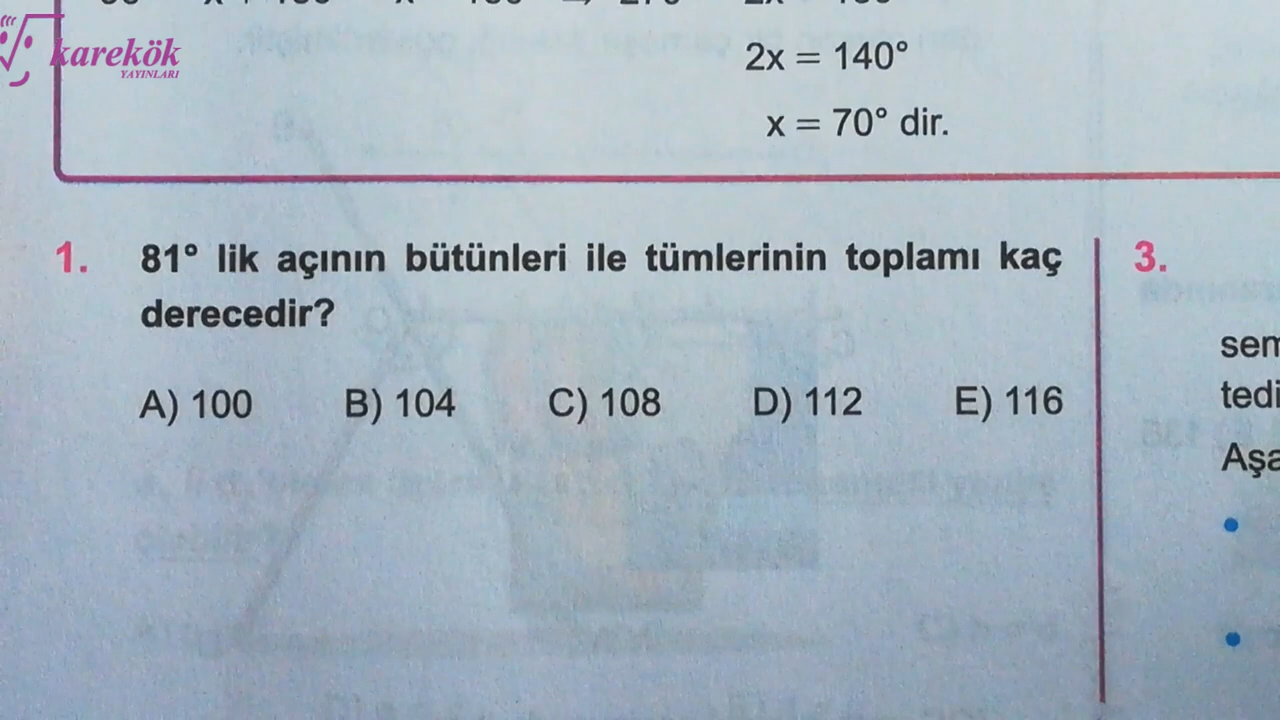 karekök
YAYINLARI
2x = 140°
x = 70° dir.
1. 81° lik açının bütünleri ile tümlerinin toplamı kaç
derecedir?
A) 100 B) 104 C) 108 D) 112 E) 116
3.
sem
tedi
Aşa